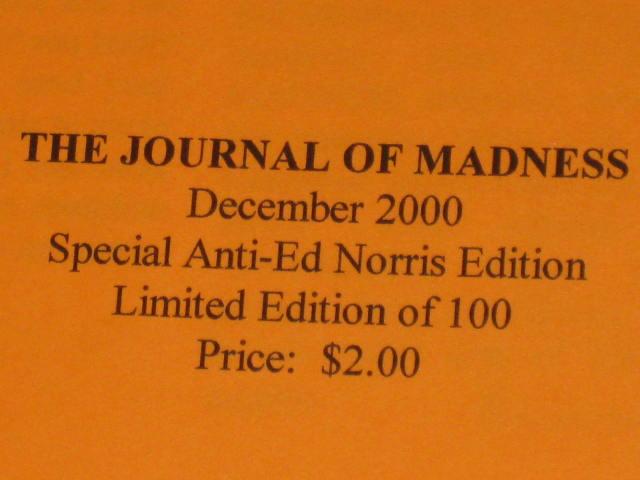 THE JOURNAL OF MADNESS
December 2000
Special Anti-Ed Norris Edition
Limited Edition of 100
Price:  $2.00